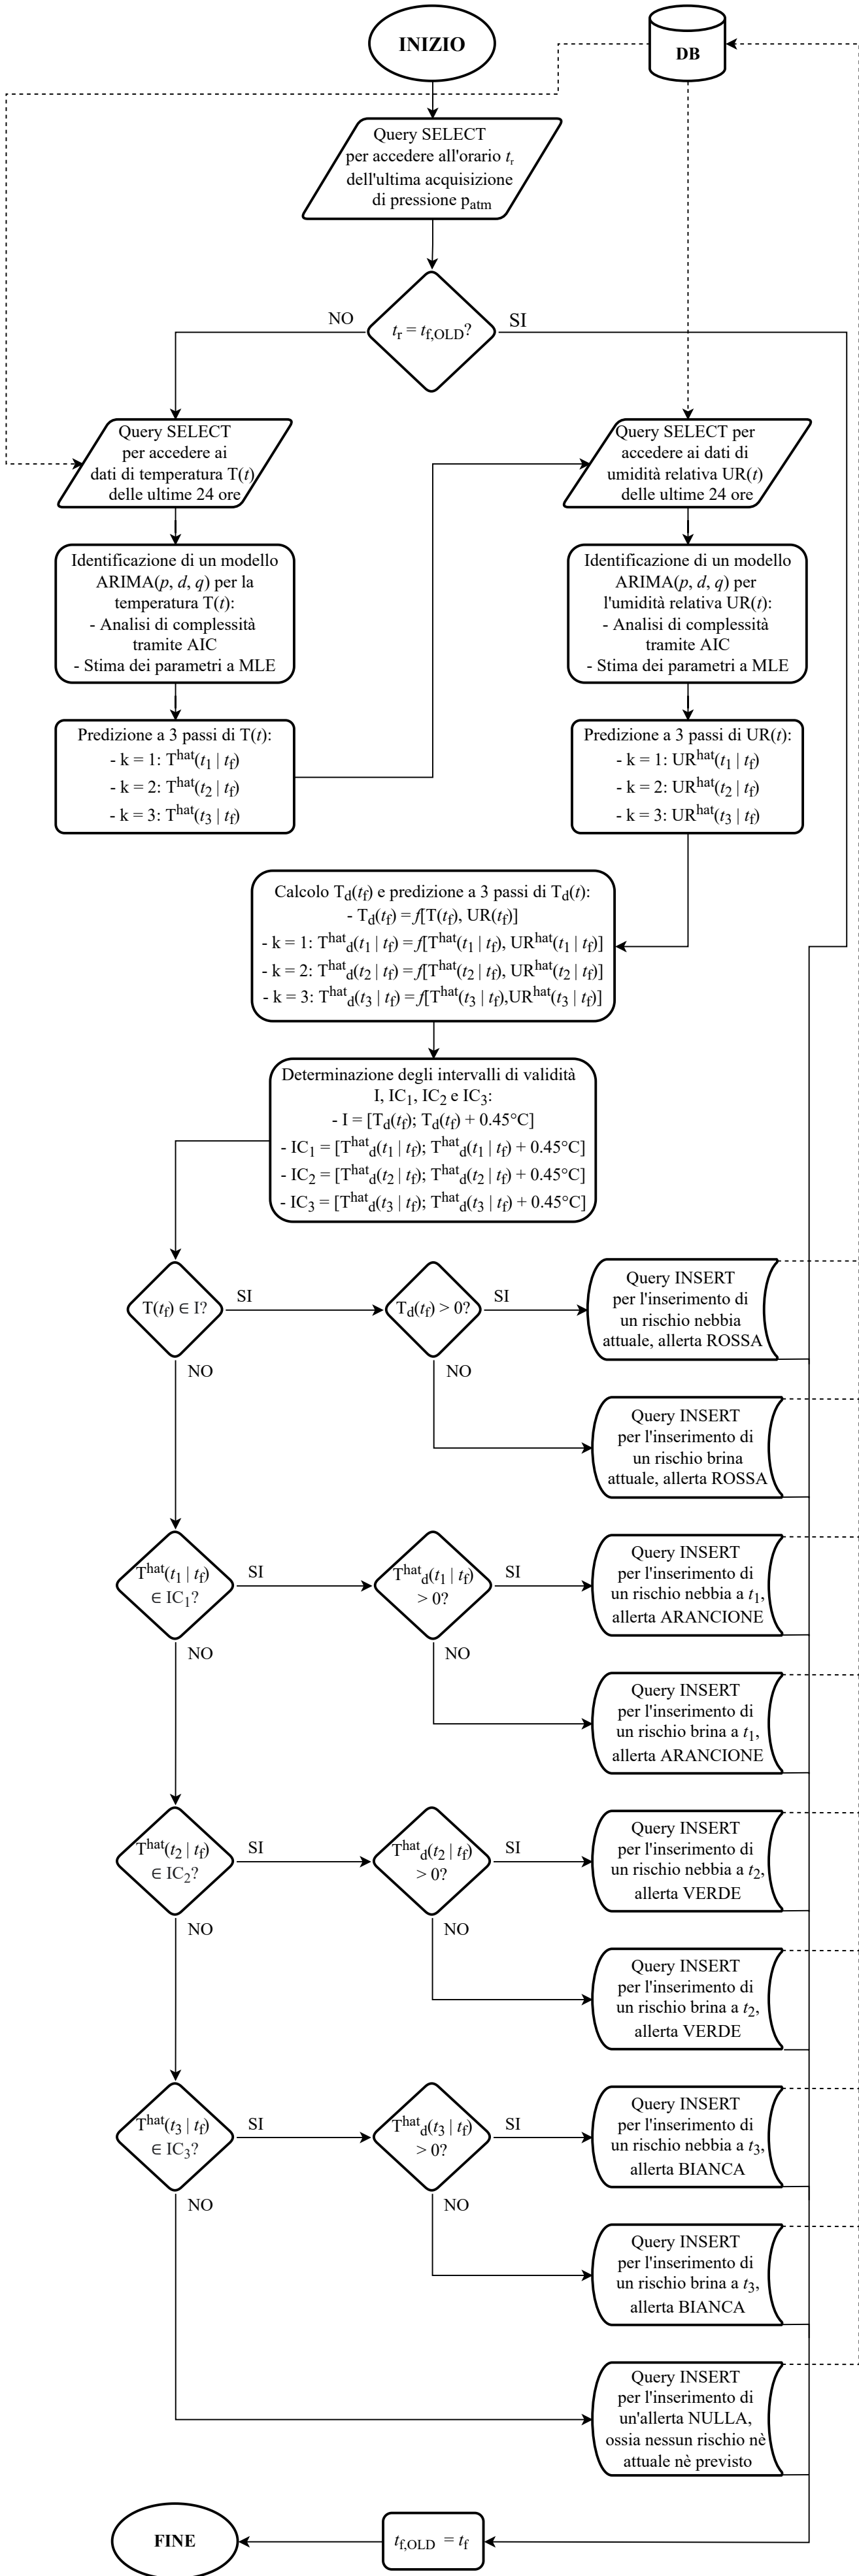 INIZIO
DB
Query SELECT
per accedere all'orario tr
dell'ultima acquisizione
di pressione patm
NO
tr = tf,OLD?
SI
Query SELECT
per accedere ai
dati di temperatura T(t)
delle ultime 24 ore
Query SELECT per
accedere ai dati di
umidità relativa UR(t)
delle ultime 24 ore
Identificazione di un modello
ARIMA(p, d, q) per la
temperatura T(t):
- Analisi di complessità
tramite AIC
- Stima dei parametri a MLE
Identificazione di un modello
ARIMA(p, d, q) per
l'umidità relativa UR(t):
- Analisi di complessità
tramite AIC
- Stima dei parametri a MLE
Predizione a 3 passi di T(t):
- k = 1: That(t1 | tf)
- k = 2: That(t2 | tf)
- k = 3: That(t3 | tf)
Predizione a 3 passi di UR(t):
- k = 1: URhat(t1 | tf)
- k = 2: URhat(t2 | tf)
- k = 3: URhat(t3 | tf)
Calcolo Td(tf) e predizione a 3 passi di Td(t):
- Td(tf) = f[T(tf), UR(tf)]
- k = 1: Thatd(t1 | tf) = f[That(t1 | tf), URhat(t1 | tf)]
- k = 2: Thatd(t2 | tf) = f[That(t2 | tf), URhat(t2 | tf)]
- k = 3: Thatd(t3 | tf) = f[That(t3 | tf),URhat(t3 | tf)]
Determinazione degli intervalli di validità
I, IC1, IC2 e IC3:
- I = [Td(tf); Td(tf) + 0.45°C]
- IC1 = [Thatd(t1 | tf); Thatd(t1 | tf) + 0.45°C]
- IC2 = [Thatd(t2 | tf); Thatd(t2 | tf) + 0.45°C]
- IC3 = [Thatd(t3 | tf); Thatd(t3 | tf) + 0.45°C]
T(tf) ∈ I?
SI
NO
Td(tf) > 0?
SI
NO
Query INSERT
per l'inserimento di
un rischio nebbia
attuale, allerta ROSSA
Query INSERT
per l'inserimento di
un rischio brina
attuale, allerta ROSSA
That(t1 | tf)
∈ IC1?
SI
NO
Thatd(t1 | tf)
> 0?
SI
NO
Query INSERT
per l'inserimento di
un rischio nebbia a t1,
allerta ARANCIONE
Query INSERT
per l'inserimento di
un rischio brina a t1,
allerta ARANCIONE
That(t2 | tf)
∈ IC2?
SI
NO
Thatd(t2 | tf)
> 0?
SI
NO
Query INSERT
per l'inserimento di
un rischio nebbia a t2,
allerta VERDE
Query INSERT
per l'inserimento di
un rischio brina a t2,
allerta VERDE
That(t3 | tf)
∈ IC3?
SI
NO
Thatd(t3 | tf)
> 0?
SI
NO
Query INSERT
per l'inserimento di
un rischio nebbia a t3,
allerta BIANCA
Query INSERT
per l'inserimento di
un rischio brina a t3,
allerta BIANCA
Query INSERT
per l'inserimento di
un'allerta NULLA,
ossia nessun rischio nè
attuale nè previsto
FINE
tf,OLD = tf